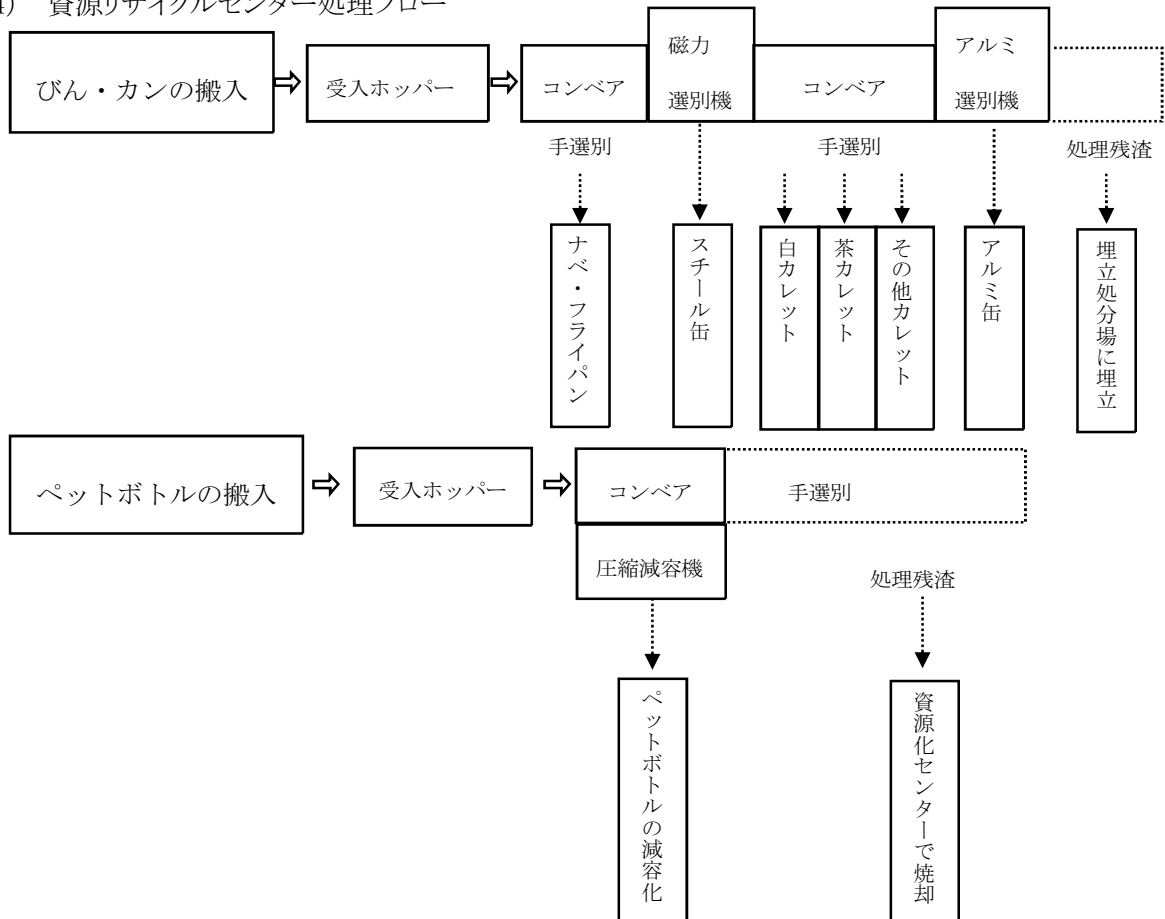 4) 資源リサイクルセンター処理フロー
びん・カンの搬入
受入ホッパー
コンベア
磁力
選別機
コンベア
アルミ
選別機
手選別
手選別
処理残渣
ナベ・フライパン
スチール缶
白カレット
茶カレット
その他カレット
アルミ缶
埋立処分場に埋立
ペットボトルの搬入
受入ホッパー
コンベア
手選別
圧縮減容機
処理残渣
ペットボトルの減容化
資源化センターで焼却